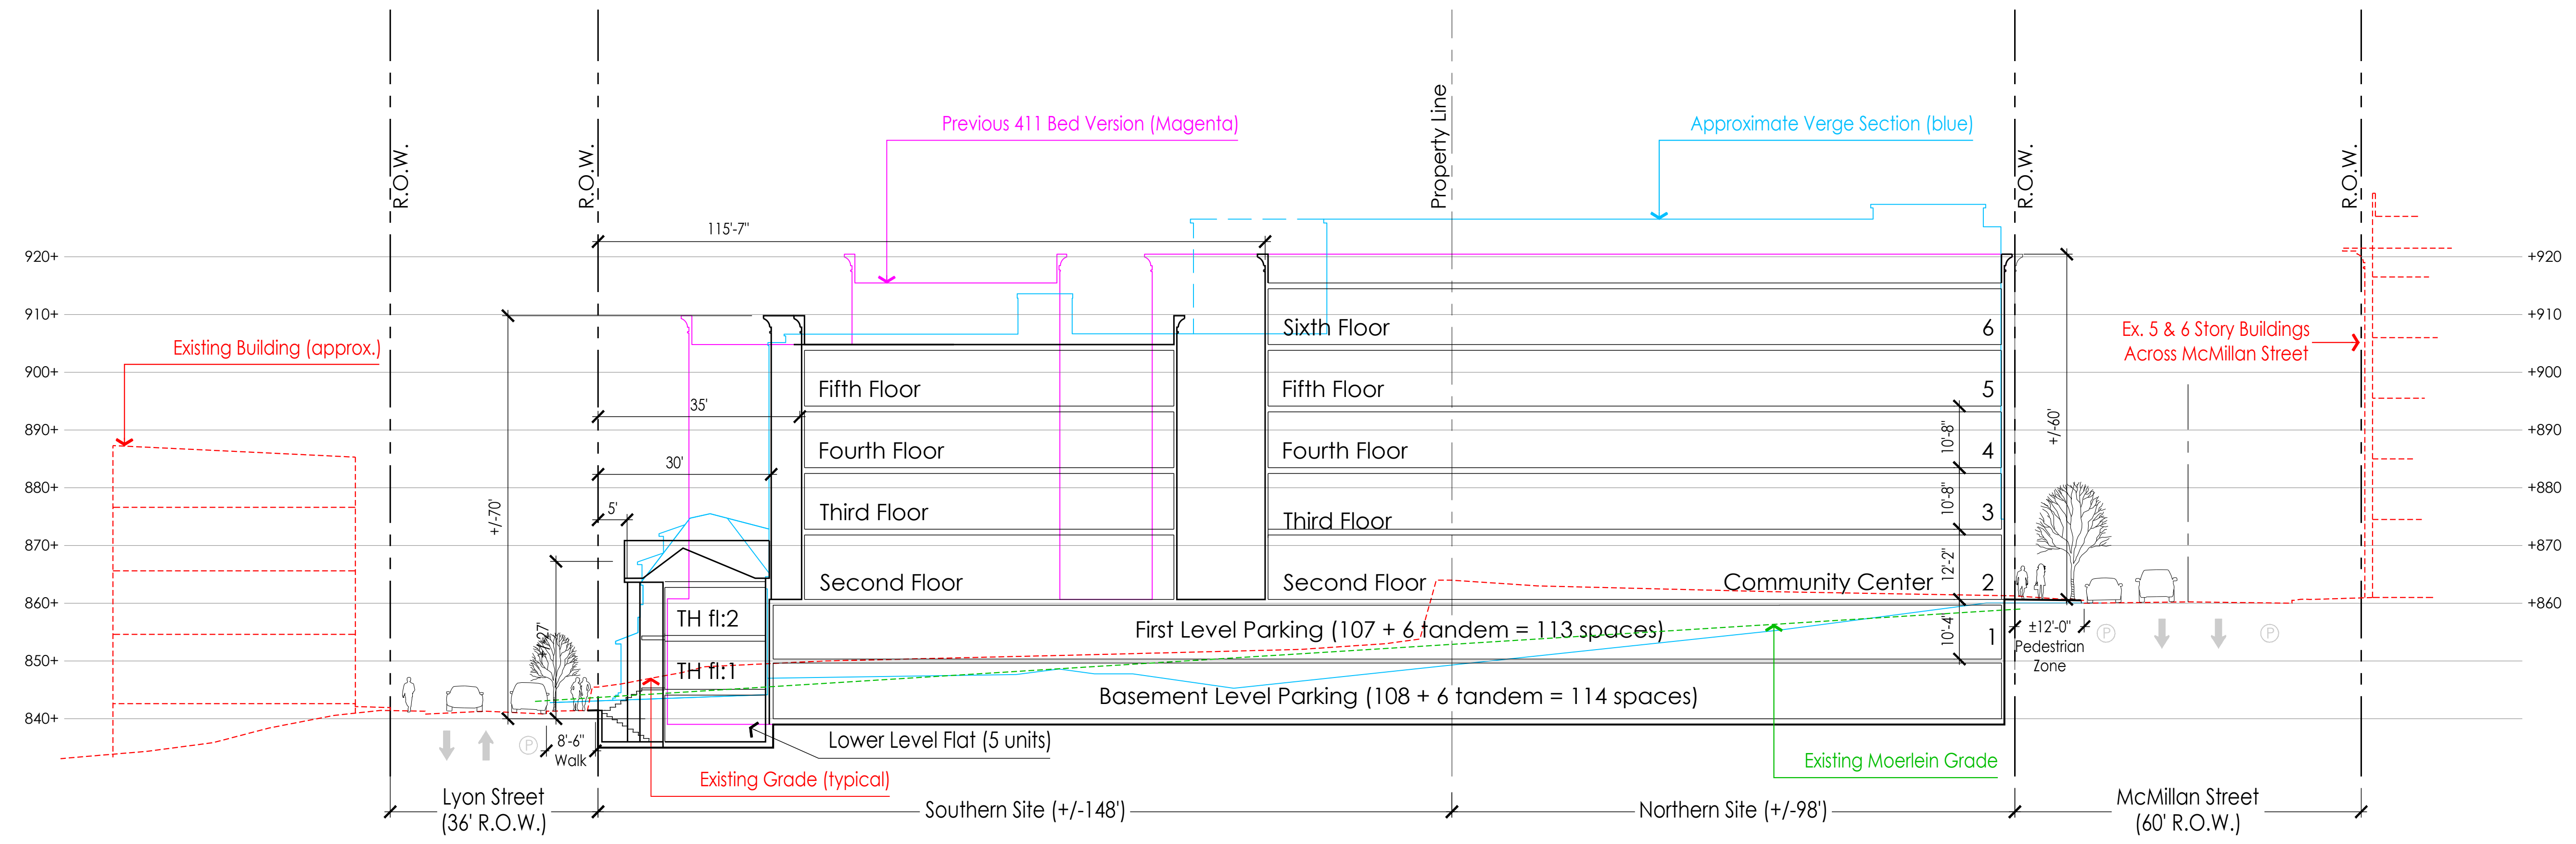 Previous 411 Bed Version (Magenta)
Approximate Verge Section (blue)
R.O.W.
R.O.W.
Property Line
R.O.W.
R.O.W.
115'-7"
920+
+920
910+
+910
Sixth Floor
6
Existing Building (approx.)
Ex. 5 & 6 Story Buildings
Across McMillan Street
900+
+900
Fifth Floor
Fifth Floor
5
35'
890+
+890
10'-8"
+/-60'
Fourth Floor
Fourth Floor
4
30'
880+
+880
+/-70'
5'
10'-8"
Third Floor
Third Floor
3
870+
+870
12'-2"
Second Floor
Second Floor
Community Center
2
860+
+860
TH fl:2
First Level Parking (107 + 6 tandem = 113 spaces)
10'-4"
1
+/-27'
±12'-0"
Pedestrian
Zone
P
P
850+
+850
TH fl:1
Basement Level Parking (108 + 6 tandem = 114 spaces)
840+
P
8'-6"
Walk
Lower Level Flat (5 units)
Existing Moerlein Grade
Existing Grade (typical)
Lyon Street
(36' R.O.W.)
Southern Site (+/-148')
Northern Site (+/-98')
McMillan Street
(60' R.O.W.)